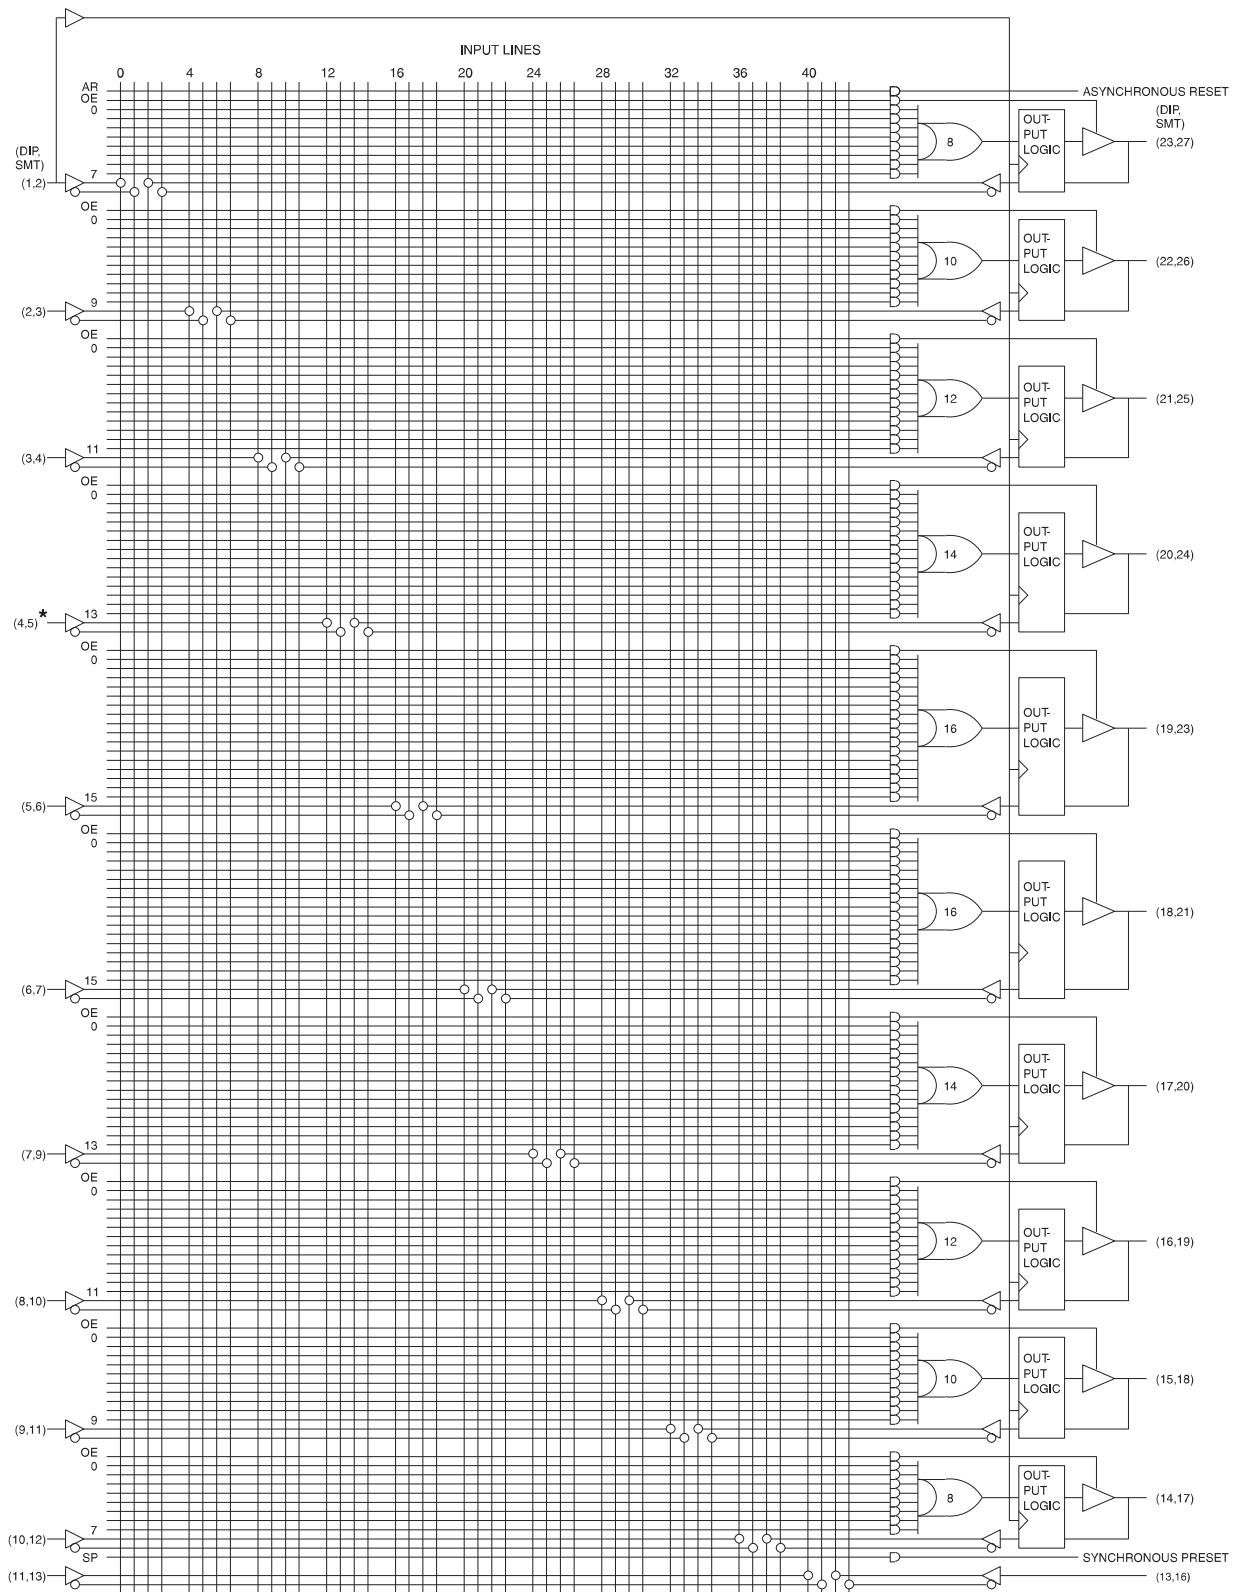 INPUT LINES
0 4 8 12 16 20 24 28 32 36 40
AR
OE
0
7
ASYNCHRONOUS RESET
(DIP,
SMT)
(DIP,
SMT)
(1,2)
8
OUT-
PUT
LOGIC
(23,27)
OE
0
9
(2,3)
10
OUT-
PUT
LOGIC
(22,26)
OE
0
11
(3,4)
12
OUT-
PUT
LOGIC
(21,25)
OE
0
13
(4,5)*
14
OUT-
PUT
LOGIC
(20,24)
OE
0
15
(5,6)
16
OUT-
PUT
LOGIC
(19,23)
OE
0
15
(6,7)
16
OUT-
PUT
LOGIC
(18,21)
OE
0
13
(7,9)
14
OUT-
PUT
LOGIC
(17,20)
OE
0
11
(8,10)
12
OUT-
PUT
LOGIC
(16,19)
OE
0
9
(9,11)
10
OUT-
PUT
LOGIC
(15,18)
OE
0
7
(10,12)
8
OUT-
PUT
LOGIC
(14,17)
SP
SYNCHRONOUS PRESET
(11,13)
(13,16)